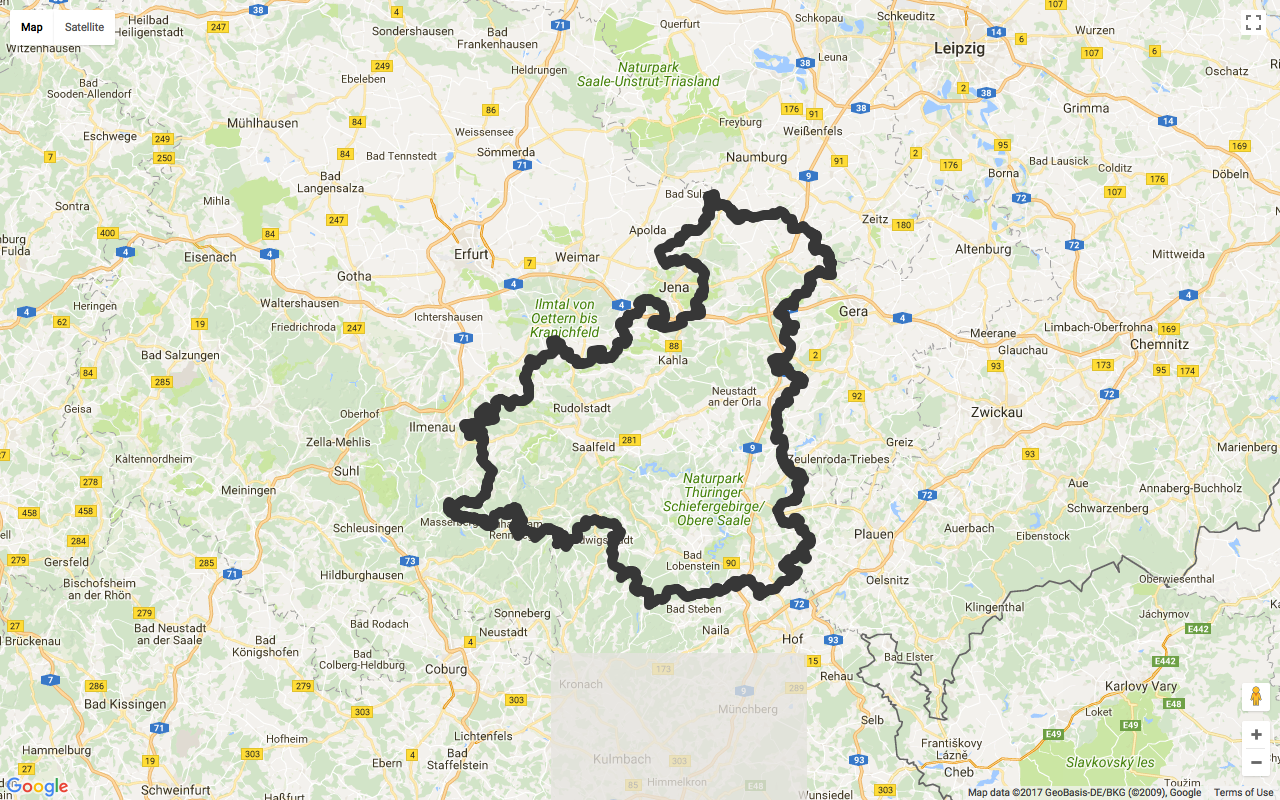 Map
Satellite
Heilbad
Heiligenstadt
38
247
4
Sondershausen
Bad
Frankenhausen
71
Querfurt
Schkopau
Schkeuditz
107
Wurzen
Witzenhausen
249
Ebeleben
Heldrungen
Naturpark
Saale-Unstrut-Triasland
38
Leuna
Leipzig
14
6
107
6
Oschatz
Bad
Sooden-Allendorf
86
176
91
38
2
38
Grimma
14
Eschwege
249
250
7
Mühlhausen
84
84
Weissensee
Freyburg
Weißenfels
Bad Tennstedt
Sömmerda
71
Naumburg
91
9
2
176
95
Borna
Bad Lausick
Colditz
169
176
107
Döbeln
72
Bad
Langensalza
Sontra
Mihla
247
Bad Sulz
Zeitz
180
400
84
Apolda
Altenburg
72
Mittweida
Fulda
4
Eisenach
4
Erfurt
7
Weimar
Gotha
4
Jena
4
Heringen
4
Waltershausen
Ichtershausen
Ilmtal von
Oettern bis
Kranichfeld
4
Gera
4
62
19
Friedrichroda
247
71
88
Kahla
2
Meerane
Glauchau
Limbach-Oberfrohna
169
Chemnitz
Bad Salzungen
84
285
93
173
95
174
Geisa
Oberhof
Rudolstadt
Neustadt
an der Orla
92
72
Zwickau
Ilmenau
Zella-Mehlis
Saalfeld
281
9
Greiz
93
Marienberg
27
Kaltennordheim
Suhl
Zeulenroda-Triebes
278
Meiningen
Naturpark
Thüringer
Schiefergebirge/
Obere Saale
72
Aue
Annaberg-Buchholz
458
458
Masserberg
Schleusingen
Schwarzenberg
284
Plauen
Auerbach
Eibenstock
279
Gersfeld
285
73
Bad
Lobenstein
90
71
Hildburghausen
Oelsnitz
Oberwiesenthal
Bischofsheim
an der Rhön
Sonneberg
Bad Steben
72
Klingenthal
279
27
Bad Neustadt
an der Saale
Bad Rodach
Neustadt
Naila
Hof
93
Jáchymov
E442
Brückenau
Bad
Königshofen
Bad
Colberg-Heldburg
4
Coburg
173
15
Rehau
Bad Elster
E442
7
286
279
Kronach
9
289
Karlovy Vary
E48
Bad Kissingen
303
303
Münchberg
Selb
Loket
E49
71
Lichtenfels
E49
Hammelburg
Hofheim
303
4
Bad
Staffelstein
Kulmbach
93
Františkovy
Lázně
Slavkovský les
27
19
Ebern
85
Himmelkron
E48
Cheb
Google
Schweinfurt
Haßfurt
303
Wunsiedel
Toužim
Map data ©2017 GeoBasis-DE/BKG (©2009), Google
Terms of Use